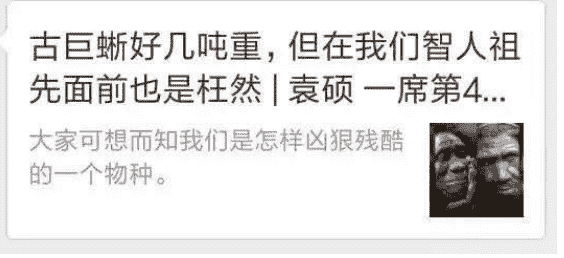 古巨蜥好几吨重，但在我们智人祖
先面前也是枉然 | 袁硕 一席第4...
大家可想而知我们是怎样凶狠残酷
的一个物种。